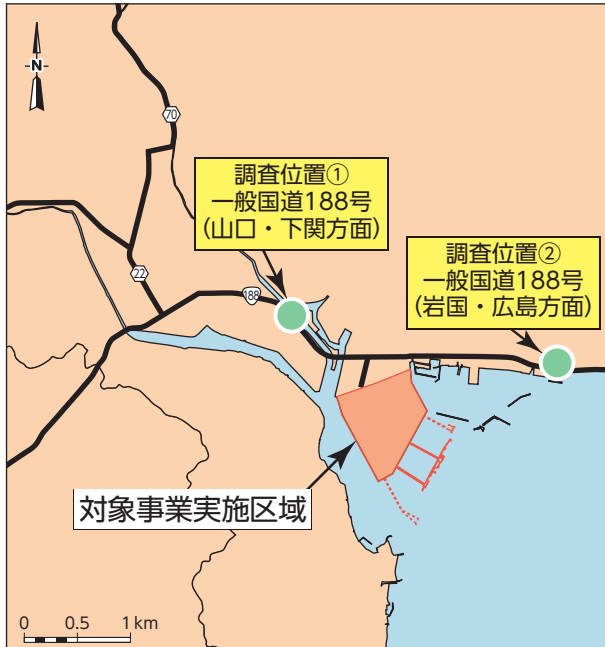 N
70
調査位置①
一般国道188号
(山口・下関方面)
調査位置②
一般国道188号
(岩国・広島方面)
22
188
対象事業実施区域
0 0.5 1km